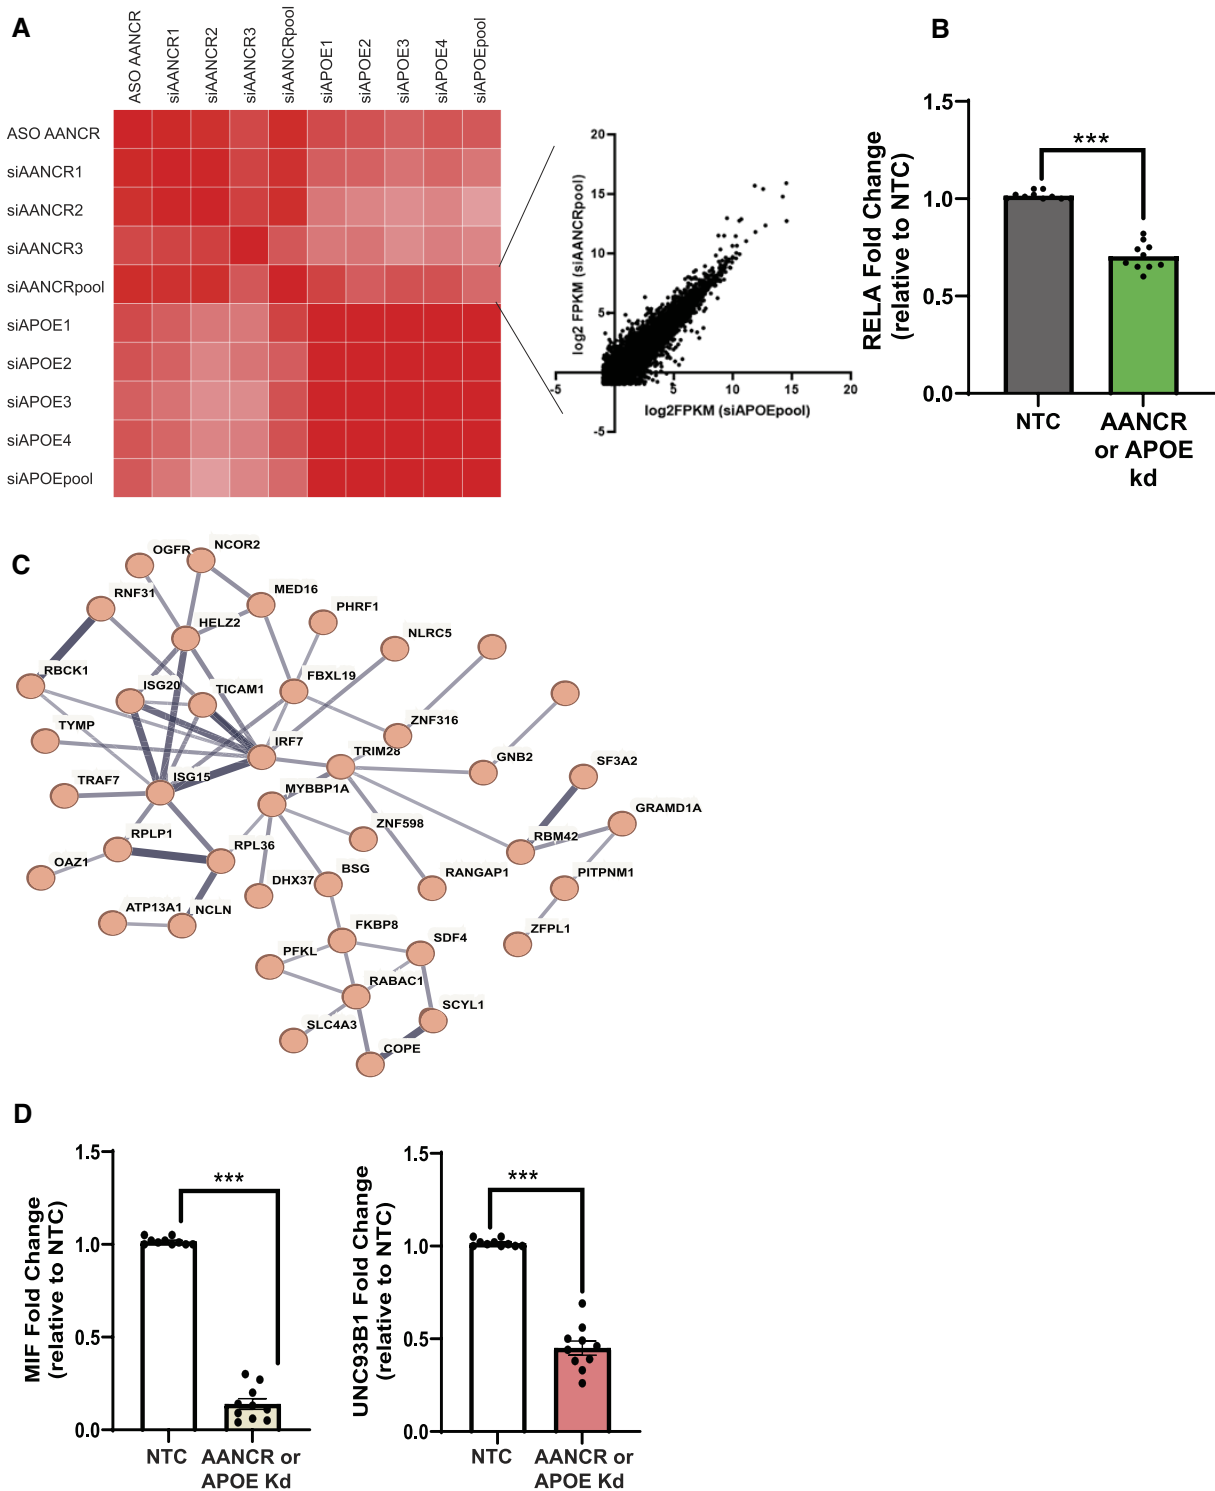 A
ASO AANCR
siAANCR1
siAANCR2
siAANCR3
siAANCRpool
siAPOE1
siAPOE2
siAPOE3
siAPOE4
siAPOEpool
ASO AANCR
siAANCR1
siAANCR2
siAANCR3
siAANCRpool
siAPOE1
siAPOE2
siAPOE3
siAPOE4
siAPOEpool
20
15
10
5
-5
-5
5
10
15
20
log2 FPKM (siAANCRpool)
log2FPKM (siAPOEpool)
B
1.5
1.0
0.5
0.0
RELA Fold Change
(relative to NTC)
***
NTC
AANCR
or APOE
kd
C
OGFR
NCOR2
RNF31
MED16
PHRF1
HELZ2
NLRC5
RBCK1
ISG20
TICAM1
FBXL19
TYMP
ZNF316
IRF7
TRIM28
GNB2
SF3A2
TRAF7
ISG15
MYBBP1A
GRAMD1A
RPLP1
ZNF598
RBM42
OAZ1
RPL36
DHX37
BSG
RANGAP1
PITPNM1
ATP13A1
NCLN
FKBP8
ZFPL1
PFKL
SDF4
RABAC1
SCYL1
SLC4A3
COPE
D
1.5
1.0
0.5
0.0
MIF Fold Change
(relative to NTC)
***
NTC
AANCR or
APOE Kd
1.5
1.0
0.5
0.0
UNC93B1 Fold Change
(relative to NTC)
***
NTC
AANCR or
APOE Kd